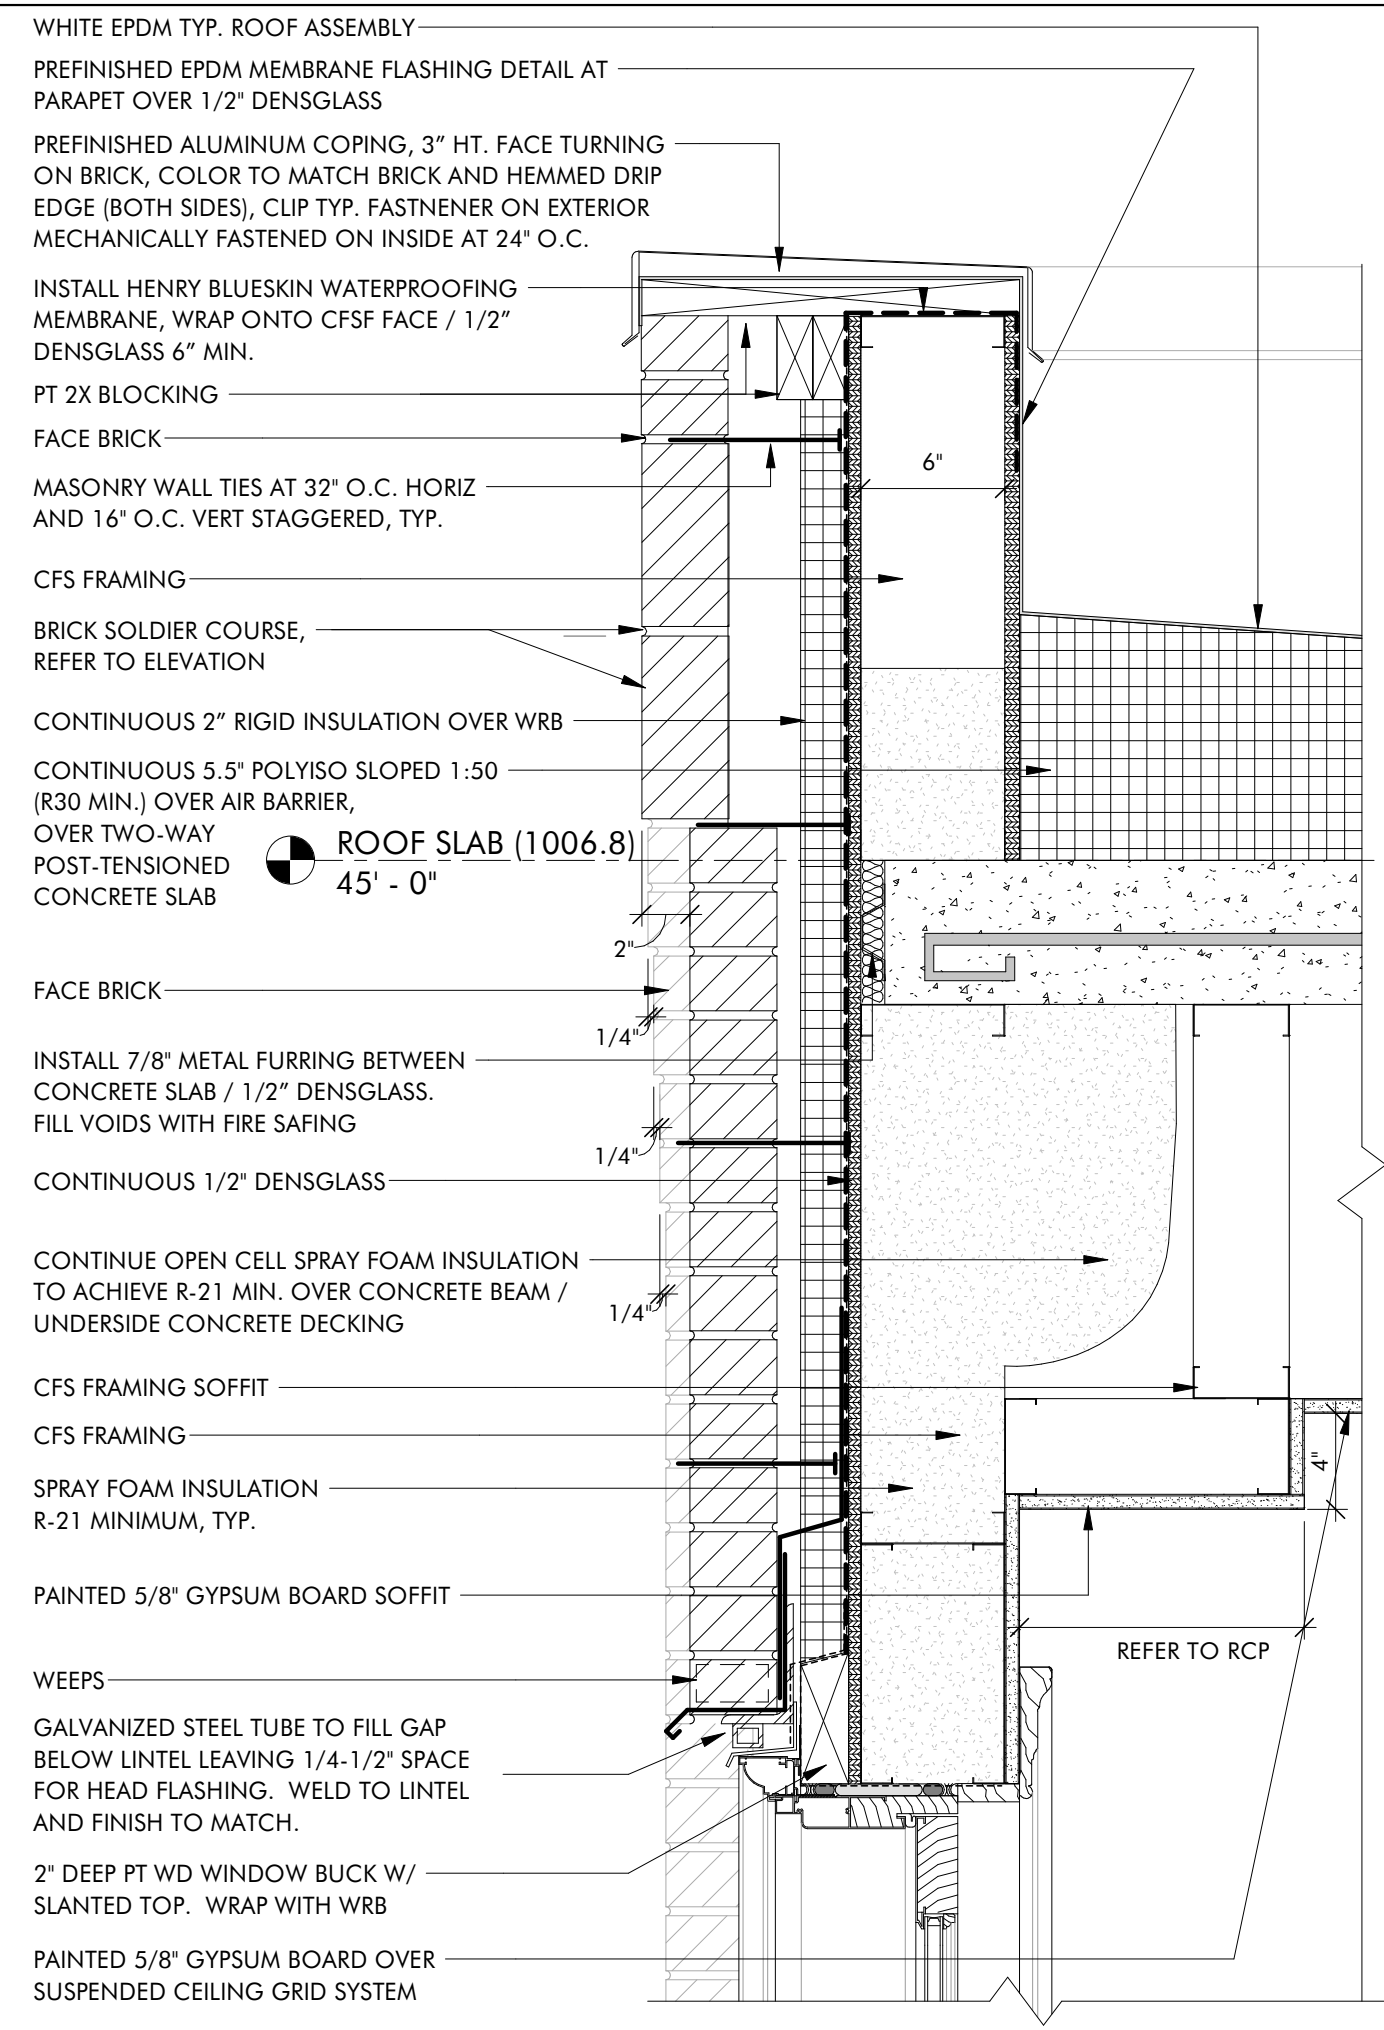 WHITE EPDM TYP. ROOF ASSEMBLY
PREFINISHED EPDM MEMBRANE FLASHING DETAIL AT
PARAPET OVER 1/2" DENSGLASS
PREFINISHED ALUMINUM COPING, 3” HT. FACE TURNING
ON BRICK, COLOR TO MATCH BRICK AND HEMMED DRIP
EDGE (BOTH SIDES), CLIP TYP. FASTNENER ON EXTERIOR
MECHANICALLY FASTENED ON INSIDE AT 24" O.C.
INSTALL HENRY BLUESKIN WATERPROOFING
MEMBRANE, WRAP ONTO CFSF FACE / 1/2”
DENSGLASS 6” MIN.
PT 2X BLOCKING
FACE BRICK
6"
MASONRY WALL TIES AT 32" O.C. HORIZ
AND 16" O.C. VERT STAGGERED, TYP.
CFS FRAMING
BRICK SOLDIER COURSE,
REFER TO ELEVATION
CONTINUOUS 2” RIGID INSULATION OVER WRB
CONTINUOUS 5.5" POLYISO SLOPED 1:50
(R30 MIN.) OVER AIR BARRIER,
OVER TWO-WAY
POST-TENSIONED
CONCRETE SLAB
ROOF SLAB (1006.8)
45' - 0"
2"
FACE BRICK
1/4"
INSTALL 7/8" METAL FURRING BETWEEN
CONCRETE SLAB / 1/2” DENSGLASS.
FILL VOIDS WITH FIRE SAFING
1/4"
CONTINUOUS 1/2" DENSGLASS
CONTINUE OPEN CELL SPRAY FOAM INSULATION
TO ACHIEVE R-21 MIN. OVER CONCRETE BEAM /
UNDERSIDE CONCRETE DECKING
1/4"
CFS FRAMING SOFFIT
CFS FRAMING
4"
SPRAY FOAM INSULATION
R-21 MINIMUM, TYP.
PAINTED 5/8" GYPSUM BOARD SOFFIT
REFER TO RCP
WEEPS
GALVANIZED STEEL TUBE TO FILL GAP
BELOW LINTEL LEAVING 1/4-1/2" SPACE
FOR HEAD FLASHING. WELD TO LINTEL
AND FINISH TO MATCH.
2" DEEP PT WD WINDOW BUCK W/
SLANTED TOP. WRAP WITH WRB
PAINTED 5/8" GYPSUM BOARD OVER
SUSPENDED CEILING GRID SYSTEM